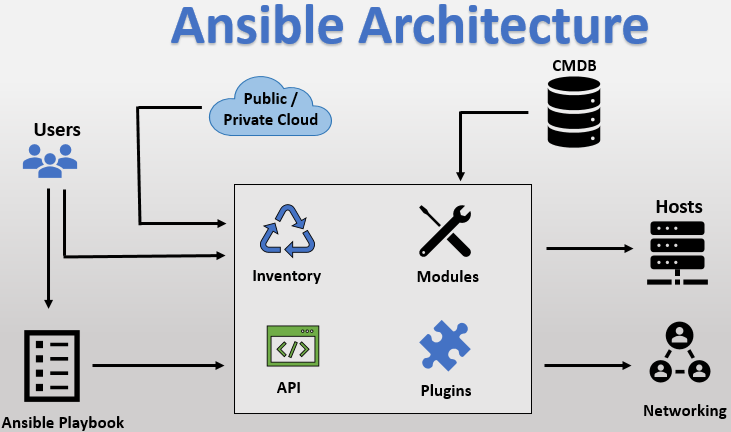 Ansible Architecture
CMDB
Public /
Private Cloud
Users
Hosts
Inventory
Modules
API
Plugins
Ansible Playbook
Networking